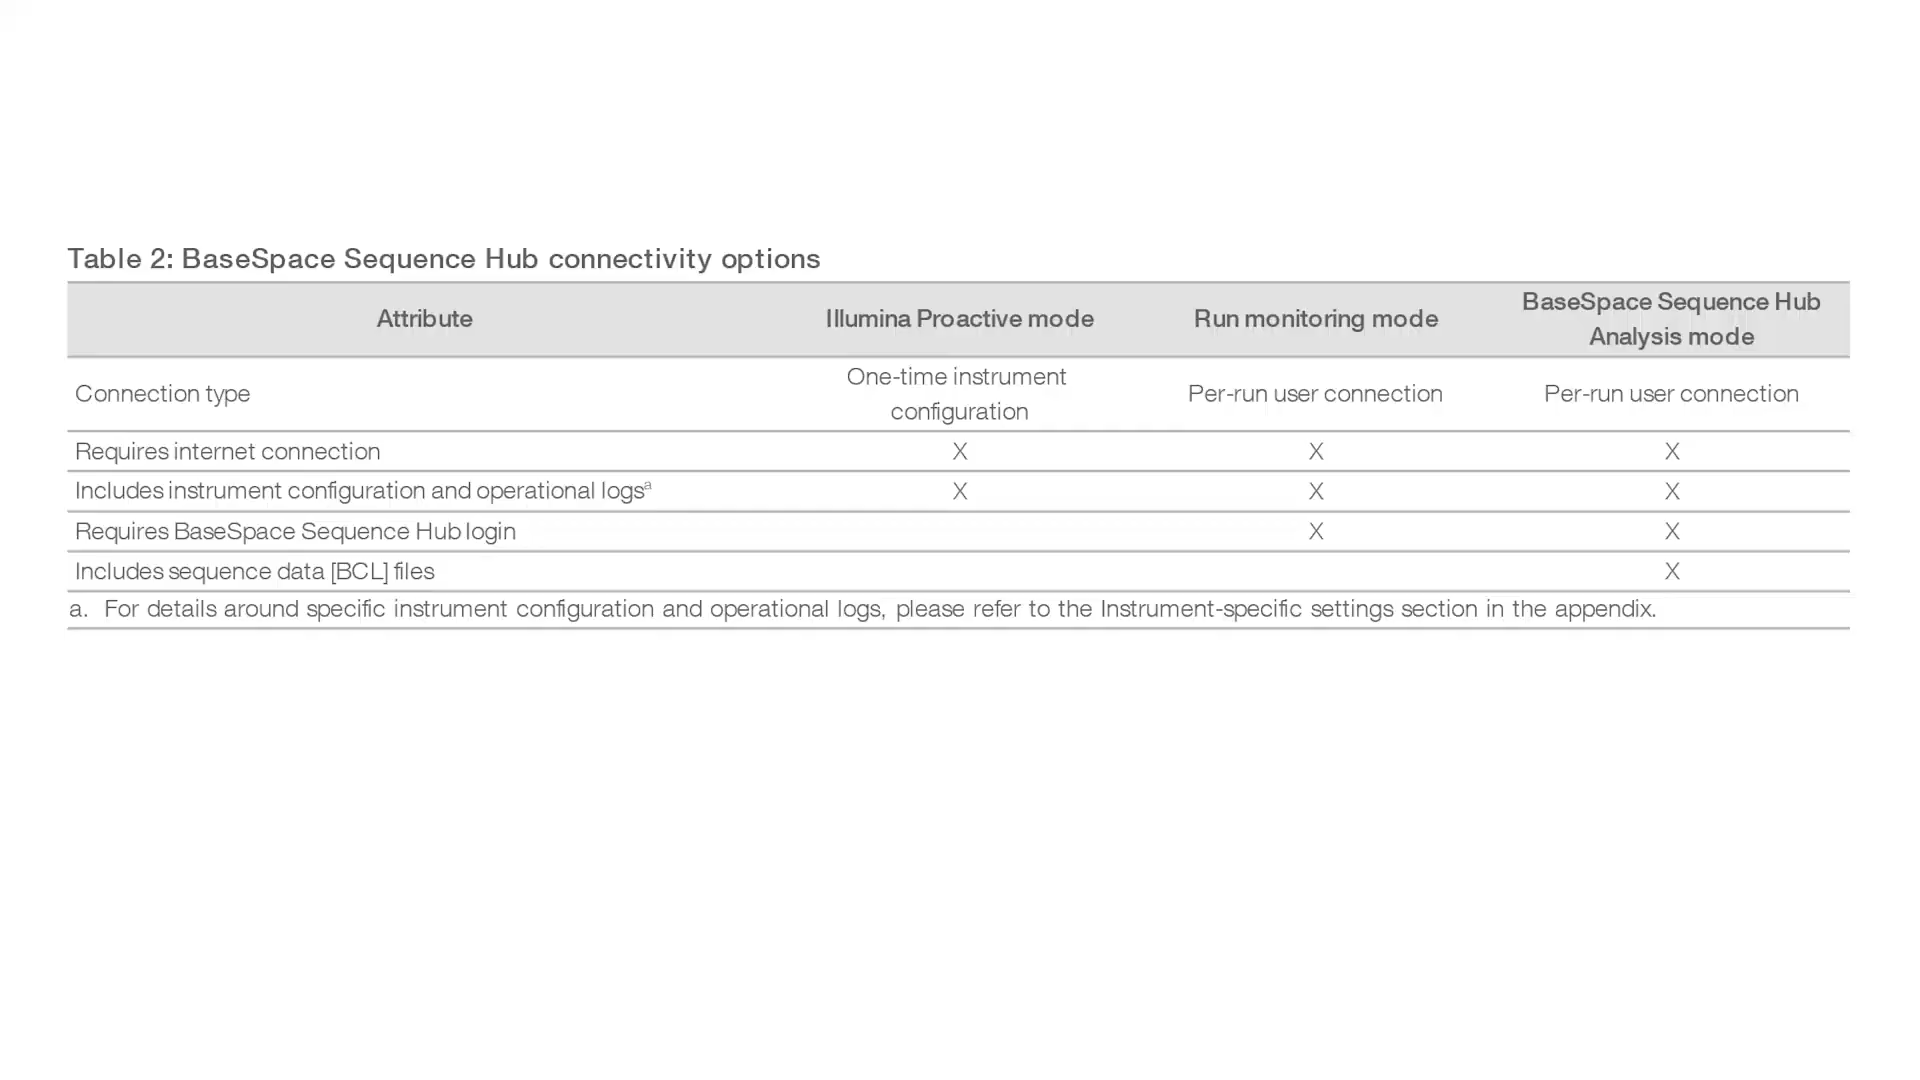 Table 2: BaseSpace Sequence Hub connectivity options
Attribute Illumina Proactive mode Run monitoring mode BaseSpace Sequence Hub Analysis mode
Connection type One-time instrument configuration Per-run user connection Per-run user connection
Requires internet connection X X X
Includes instrument configuration and operational logsa X X X
Requires BaseSpace Sequence Hub login X X
Includes sequence data [BCL] files X
a. For details around specific instrument configuration and operational logs, please refer to the Instrument-specific settings section in the appendix.